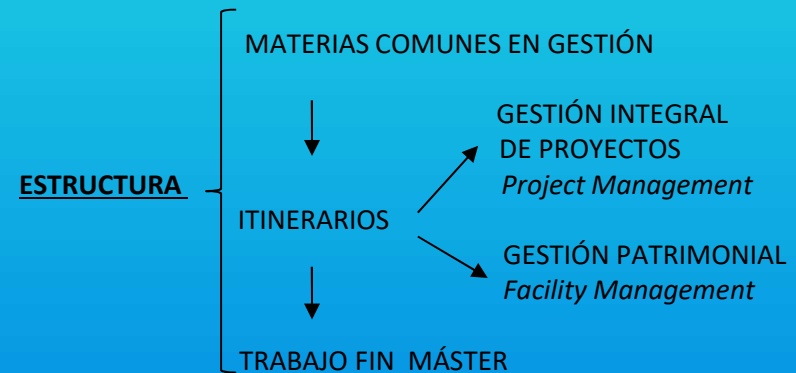 MATERIAS COMUNES EN GESTIÓN
ESTRUCTURA
ITINERARIOS
GESTIÓN INTEGRAL
DE PROYECTOS
Project Management
GESTIÓN PATRIMONIAL
Facility Management
TRABAJO FIN MÁSTER